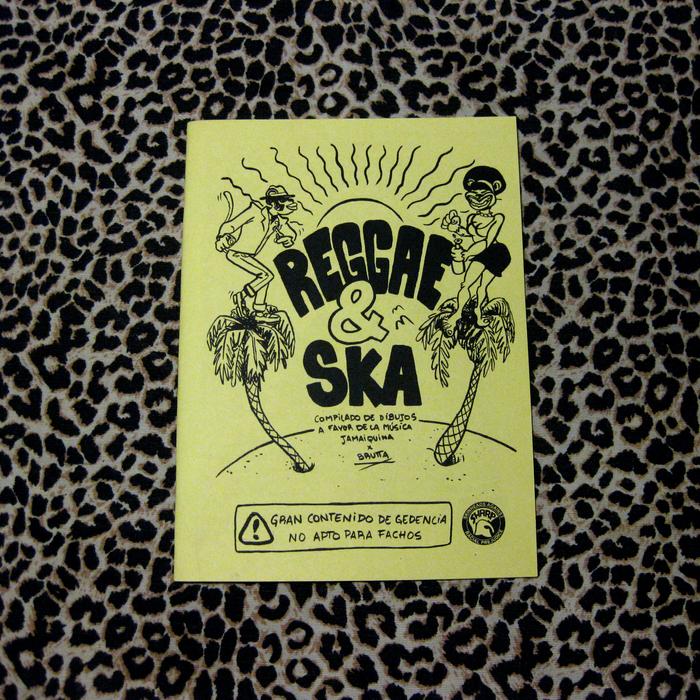 REGGAE
&
SKA
COMPILADO DE DIBUJOS
A FAVOR DE LA MÚSICA
JAMAIQUINA
x
BRUTTA
GRAN CONTENIDO DE GEDENCIA
NO APTO PARA FACHOS
SHARP